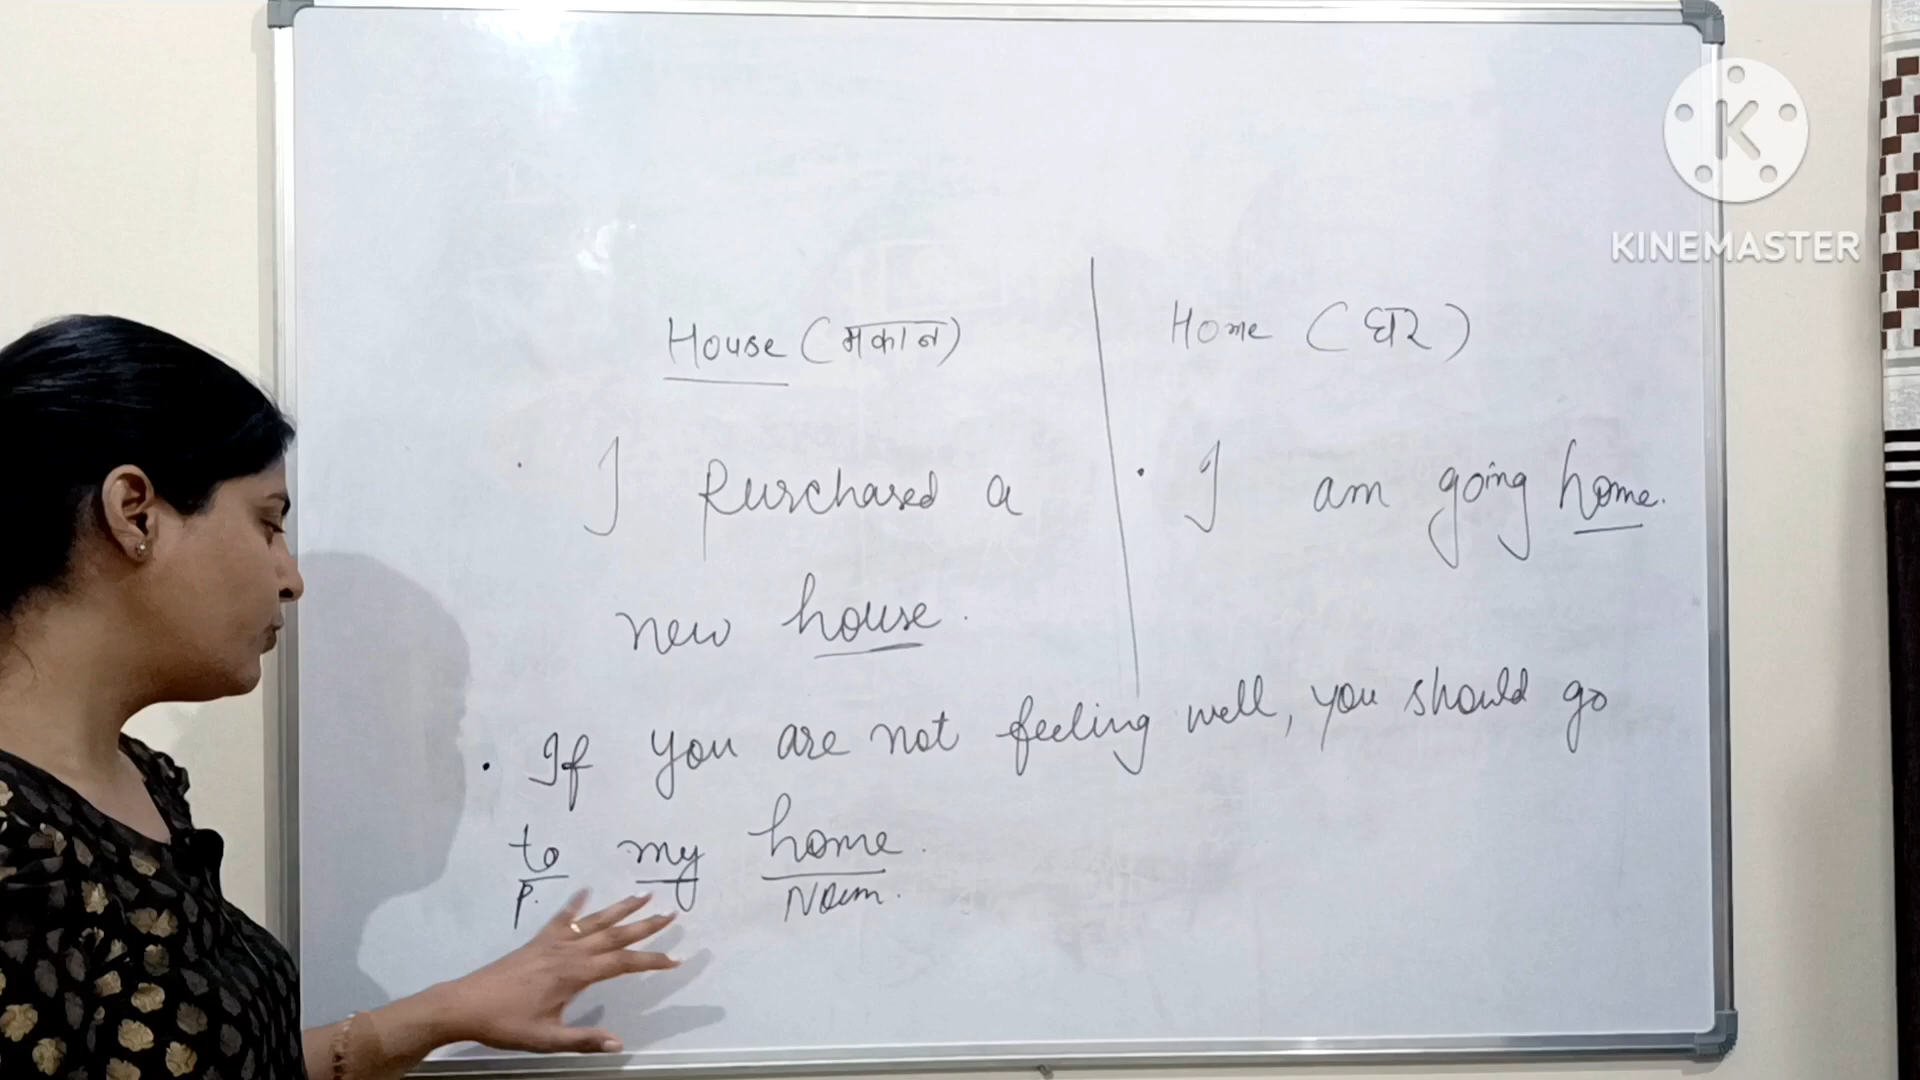 House (मकान)
I Purchased a
new house.
Home (घर)
• I am going home.
• If you are not feeling well, you should go
to my home.
P. Noun.
K
KINEMASTER